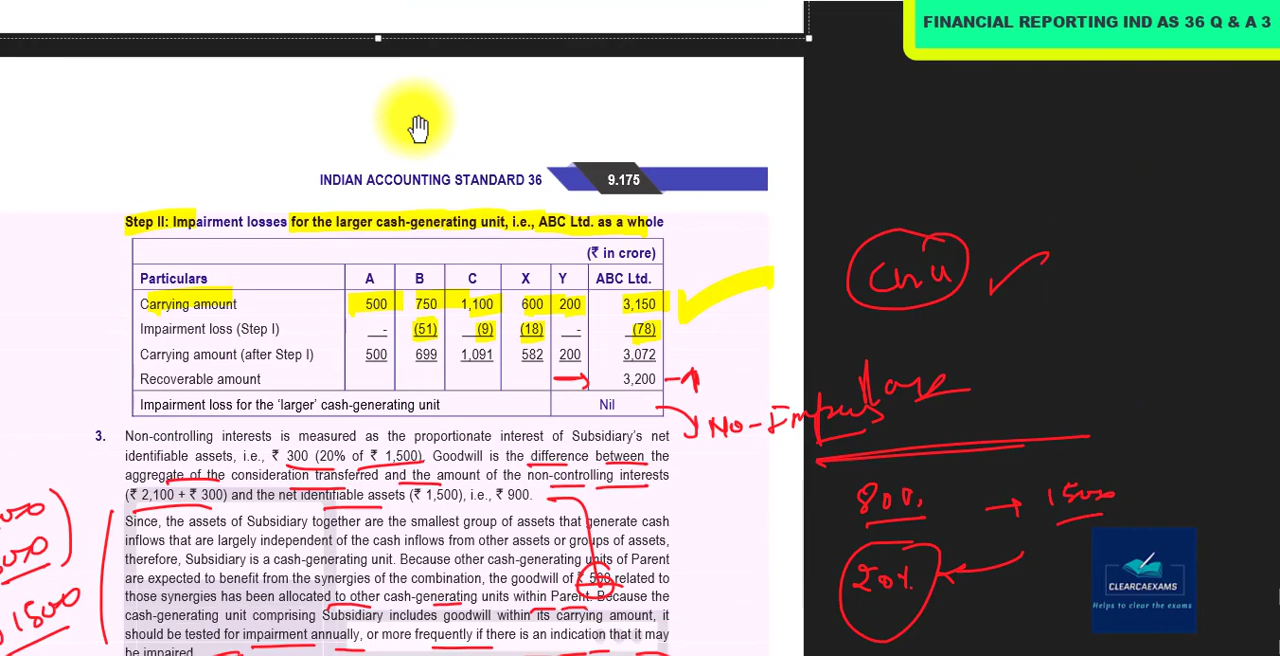 FINANCIAL REPORTING IND AS 36 Q & A 3
INDIAN ACCOUNTING STANDARD 36 9.175
Step II: Impairment losses for the larger cash-generating unit, i.e., ABC Ltd. as a whole
(₹ in crore)
Particulars A B C X Y ABC Ltd.
Carrying amount 500 750 1,100 600 200 3,150
Impairment loss (Step I) - (51) (9) (18) - (78)
Carrying amount (after Step I) 500 699 1,091 582 200 3,072
Recoverable amount 3,200
Impairment loss for the 'larger' cash-generating unit Nil
No-Impair
3. Non-controlling interests is measured as the proportionate interest of Subsidiary's net
identifiable assets, i.e., ₹ 300 (20% of ₹ 1,500). Goodwill is the difference between the
aggregate of the consideration transferred and the amount of the non-controlling interests
(₹ 2,100 + ₹ 300) and the net identifiable assets (₹ 1,500), i.e., ₹ 900.
Since, the assets of Subsidiary together are the smallest group of assets that generate cash
inflows that are largely independent of the cash inflows from other assets or groups of assets,
therefore, Subsidiary is a cash-generating unit. Because other cash-generating units of Parent
are expected to benefit from the synergies of the combination, the goodwill of ₹ 500 related to
those synergies has been allocated to other cash-generating units within Parent. Because the
cash-generating unit comprising Subsidiary includes goodwill within its carrying amount, it
should be tested for impairment annually, or more frequently if there is an indication that it may
be impaired.
1500
80%
1500
20%
CLEARCAEXAMS
Helps to clear the exams